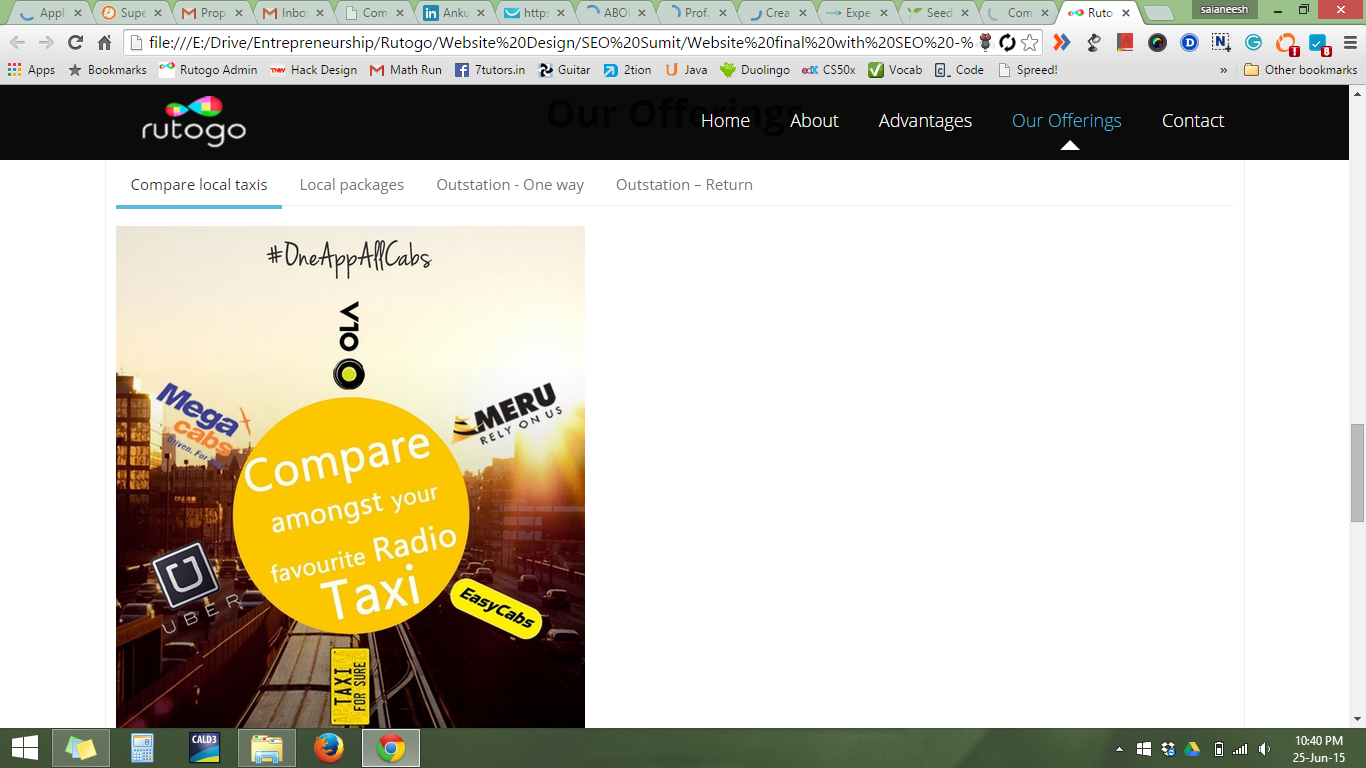 Appl
Supe
Prop
Inbo
Com
Anku
https
ABO
Prof.
Crea
Expe
Seed
Com
Ruto
saianeesh
file:///E:/Drive/Entrepreneurship/Rutogo/Website%20Design/SEO%20Sumit/Website%20final%20with%20SEO%20-%
Apps
Bookmarks
Rutogo Admin
Hack Design
Math Run
7tutors.in
Guitar
2tion
Java
Duolingo
CS50x
Vocab
Code
Spreed!
»
Other bookmarks
rutogo
Our Offerings
Home
About
Advantages
Our Offerings
Contact
Compare local taxis
Local packages
Outstation - One way
Outstation – Return
#OneAppAllCabs
OLA
Mega
cabs
MERU
RELY ON US
Compare
amongst your
favourite Radio
Taxi
UBER
EasyCabs
TAXI
FOR SURE
CALD3
10:40 PM
25-Jun-15